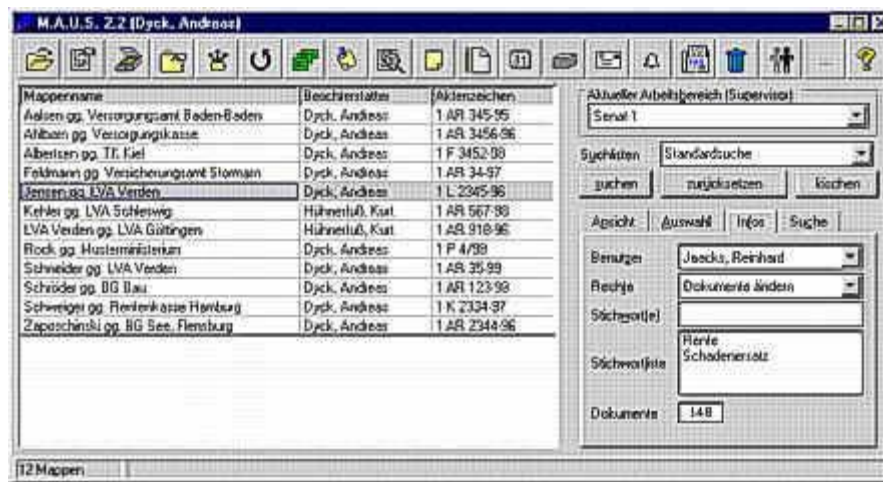 M.A.U.S. 2.2 (Dyck, Andreas)
Mappenname Berichterstatter Aktenzeichen
Aalsen gg. Versorgungsamt Baden-Baden Dyck, Andreas 1 AR 345-95
Ahlborn gg. Versorgungskasse Dyck, Andreas 1 AR 3456-96
Albertsen gg. TK Kiel Dyck, Andreas 1 F 3452-98
Feldmann gg. Versicherungsamt Stormarn Dyck, Andreas 1 AR 34-97
Jensen gg. LVA Verden Dyck, Andreas 1 L 2345-96
Kehler gg. LVA Schleswig Hühnerfuß, Kurt 1 AR 567-98
LVA Verden gg. LVA Göttingen Hühnerfuß, Kurt 1 AR 918-96
Rock gg. Musterministerium Dyck, Andreas 1 P 4/99
Schneider gg. LVA Verden Dyck, Andreas 1 AR 35-99
Schröder gg. BG Bau Dyck, Andreas 1 AR 123-98
Schweiger gg. Rentenkasse Hamburg Dyck, Andreas 1 K 2334-97
Zapaschinski gg. BG See, Flensburg Dyck, Andreas 1 AR 2344-96
12 Mappen
31
?
Aktueller Arbeitsbereich (Supervisor)
Senat 1
Suchlisten Standardsuche
suchen zurücksetzen löschen
Ansicht Auswahl Infos Suche
Benutzer Jaacks, Reinhard
Rechte Dokumente ändern
Stichwort(e)
Stichwortliste Rente
Schadenersatz
Dokumente 148